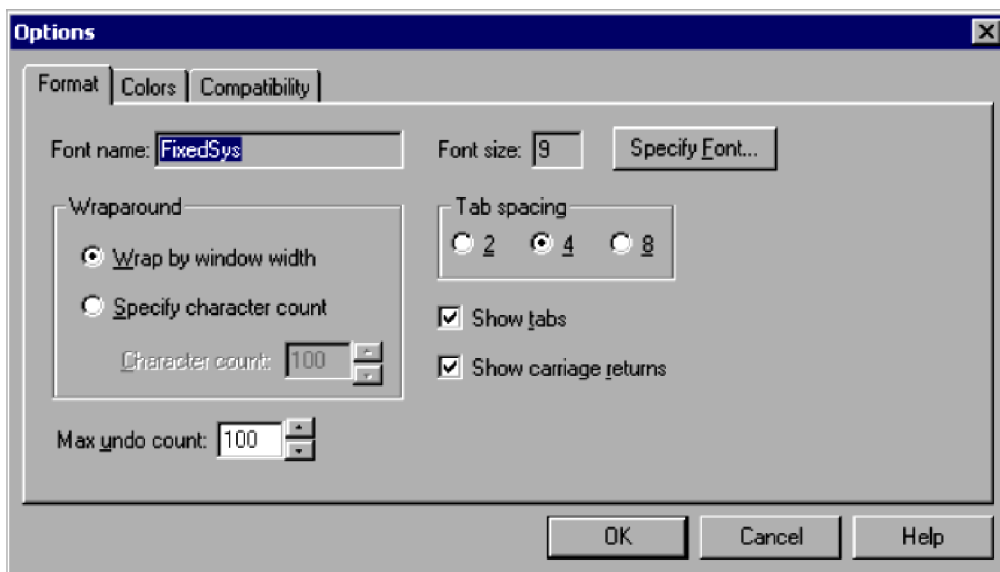 Options
Format Colors Compatibility
Font name: FixedSys Font size: 9 Specify Font...
Wraparound Tab spacing
Wrap by window width 2 4 8
Specify character count Show tabs
Character count: 100 Show carriage returns
Max undo count: 100
OK Cancel Help